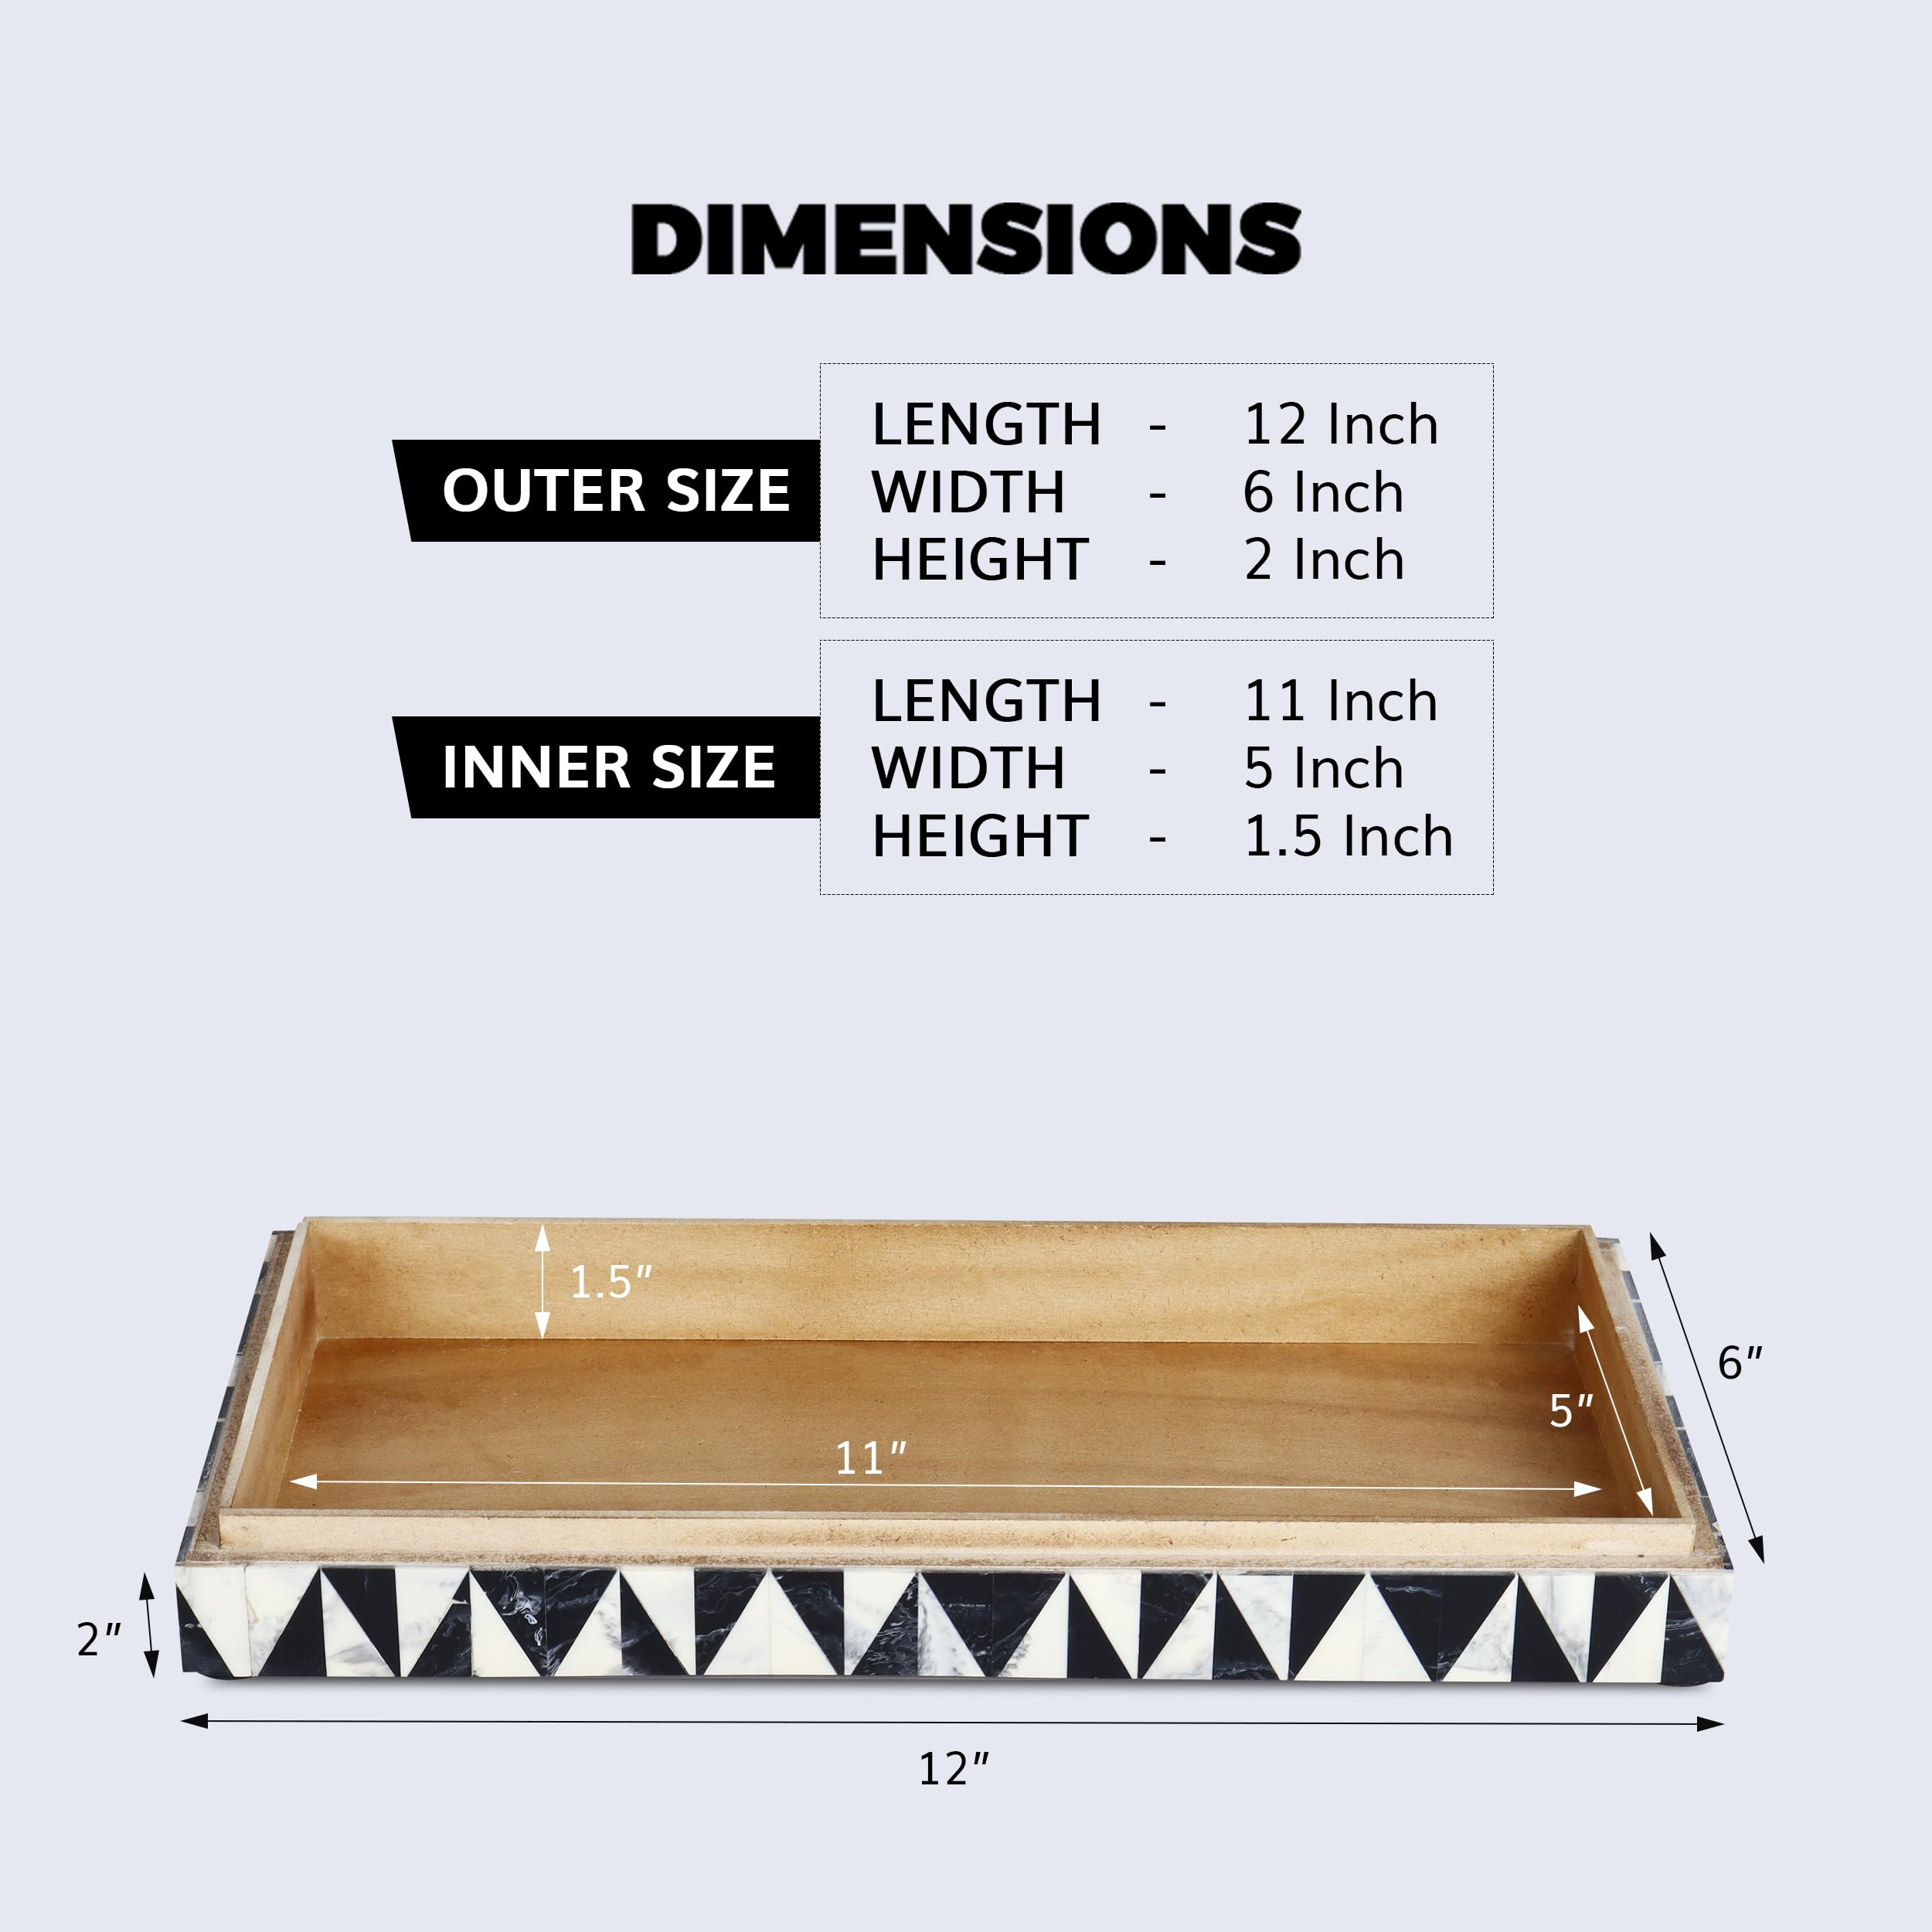 DIMENSIONS
OUTER SIZE
LENGTH - 12 Inch
WIDTH - 6 Inch
HEIGHT - 2 Inch
INNER SIZE
LENGTH - 11 Inch
WIDTH - 5 Inch
HEIGHT - 1.5 Inch
1.5"
6"
5"
11"
2"
12"